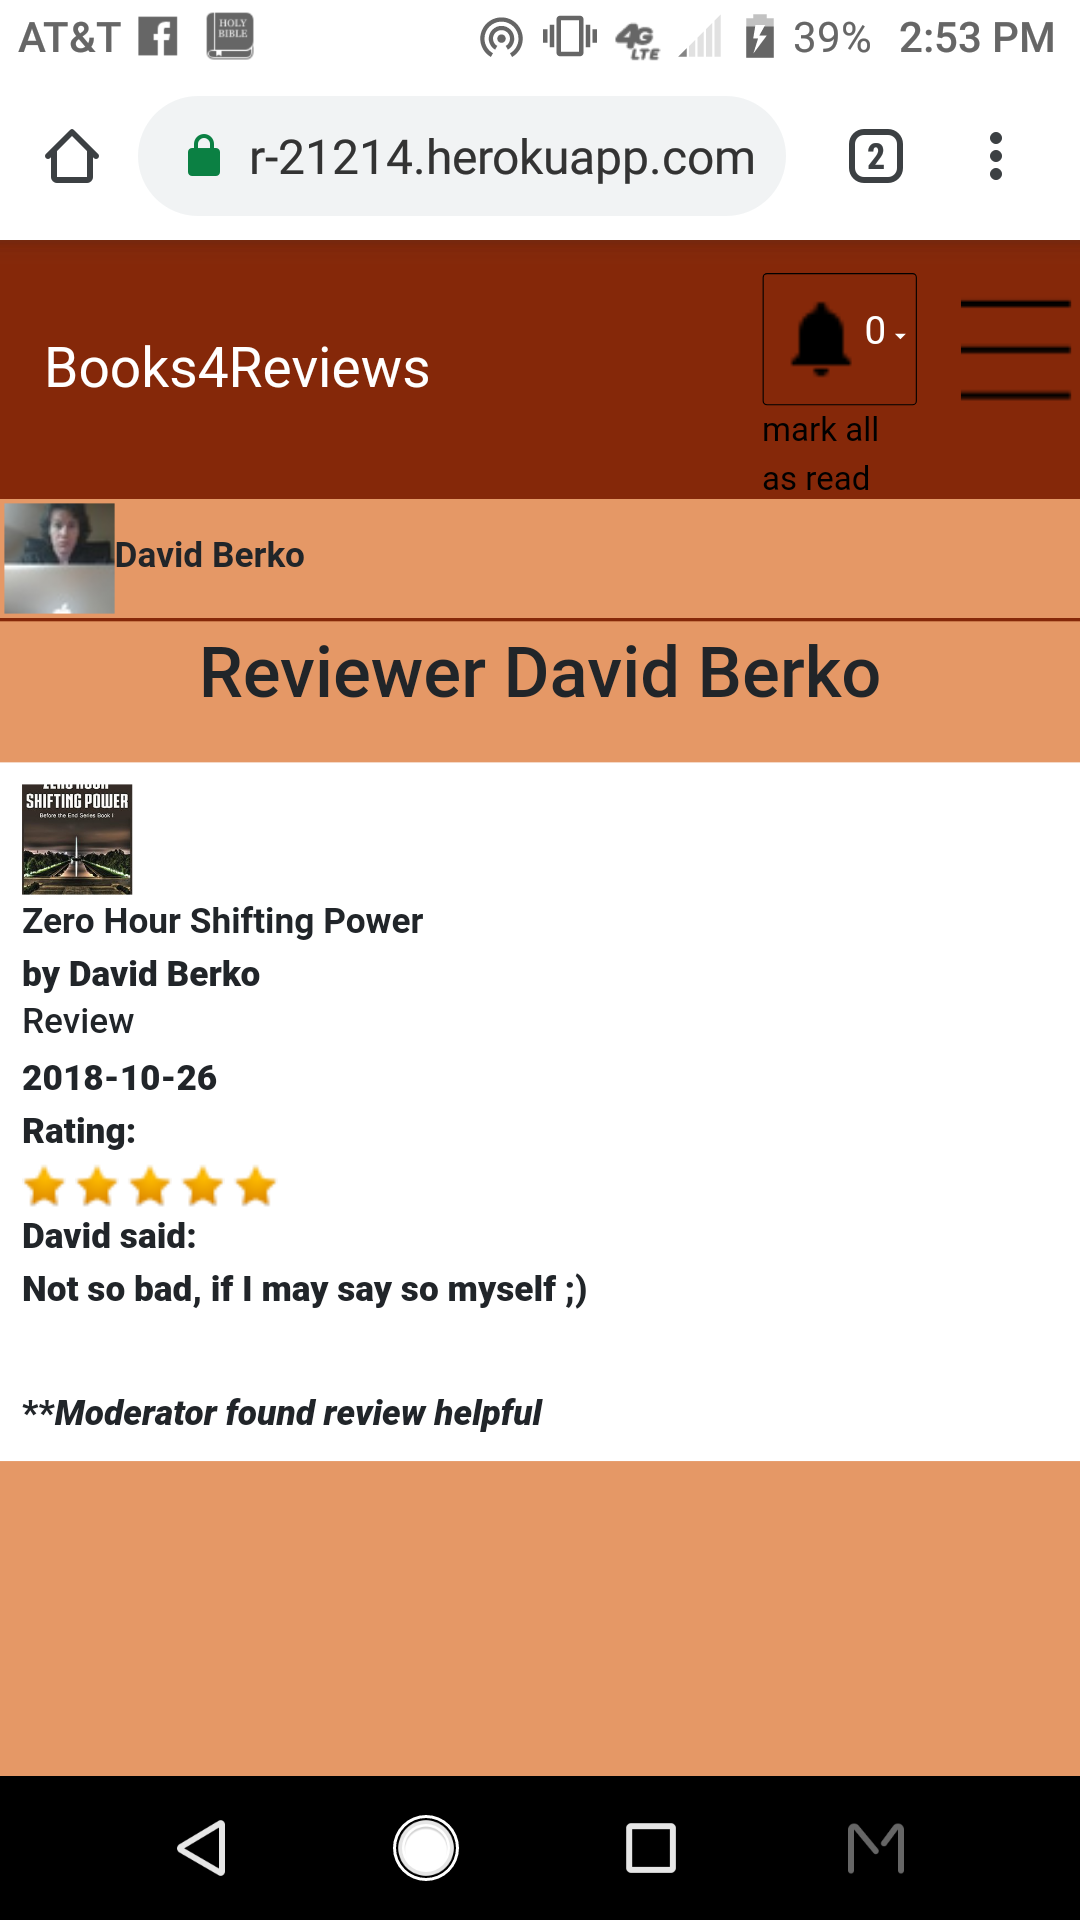 AT&T HOLY BIBLE 4G LTE 39% 2:53 PM
r-21214.herokuapp.com 2
Books4Reviews
0
mark all
as read
David Berko
Reviewer David Berko
ZERO HOUR
SHIFTING POWER
Before the End Series Book I
Zero Hour Shifting Power
by David Berko
Review
2018-10-26
Rating:
David said:
Not so bad, if I may say so myself ;)
**Moderator found review helpful